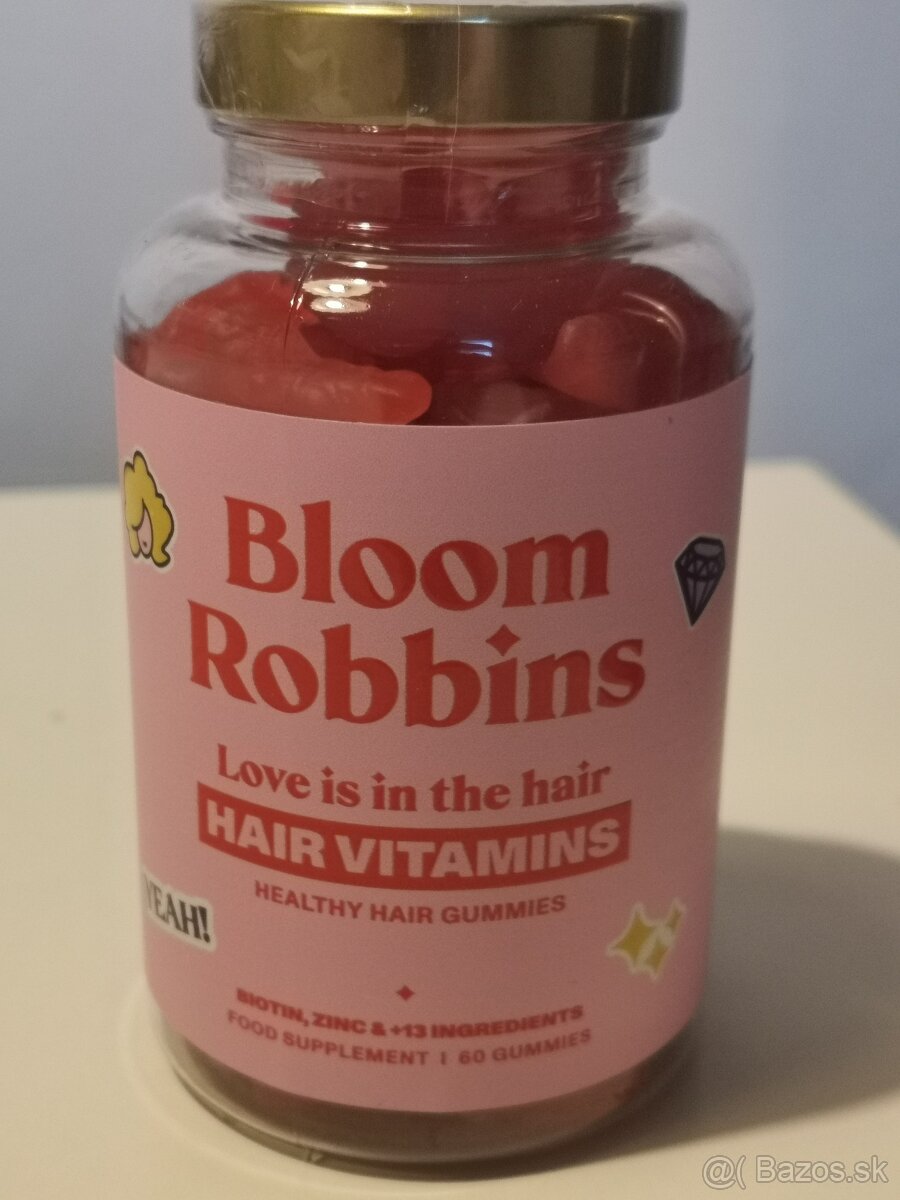 Bloom
Robbins
Love is in the hair
HAIR VITAMINS
HEALTHY HAIR GUMMIES
YEAH!
BIOTIN, ZINC & +13 INGREDIENTS
FOOD SUPPLEMENT | 60 GUMMIES
@( Bazos.sk